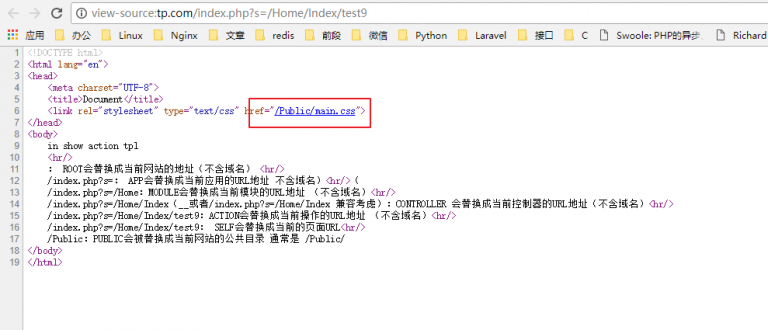 view-source:tp.com/index.php?s=/Home/Index/test9
应用 办公 Linux Nginx 文章 redis 前段 微信 Python Laravel 接口 C Swoole: PHP的异步 Richard
1 <!DOCTYPE html>
2 <html lang="en">
3 <head>
4 <meta charset="UTF-8">
5 <title>Document</title>
6 <link rel="stylesheet" type="text/css" href="/Public/main.css">
7 </head>
8 <body>
9 in show action tpl
10 <hr/>
11 : ROOT会替换成当前网站的地址（不含域名） <hr/>
12 /index.php?s=: APP会替换成当前应用的URL地址 不含域名）<hr/>（
13 /index.php?s=/Home: MODULE会替换成当前模块的URL地址 （不含域名）<hr/>
14 /index.php?s=/Home/Index（__或者/index.php?s=/Home/Index 兼容考虑）: CONTROLLER 会替换成当前控制器的URL地址（不含域名）<hr/>
15 /index.php?s=/Home/Index/test9: ACTION会替换成当前操作的URL地址 （不含域名）<hr/>
16 /index.php?s=/Home/Index/test9: SELF会替换成当前的页面URL<hr/>
17 /Public: PUBLIC会被替换成当前网站的公共目录 通常是 /Public/
18 </body>
19 </html>